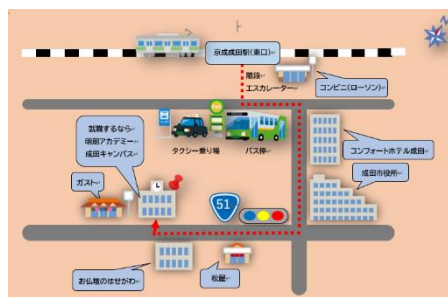 京成成田駅(東口)
階段
エスカレーター
コンビニ(ローソン)
就職するなら
明朗アカデミー
成田キャンパス
タクシー乗り場
バス停
コンフォートホテル成田
ガスト
成田市役所
51
お仏壇のはせがわ
松屋